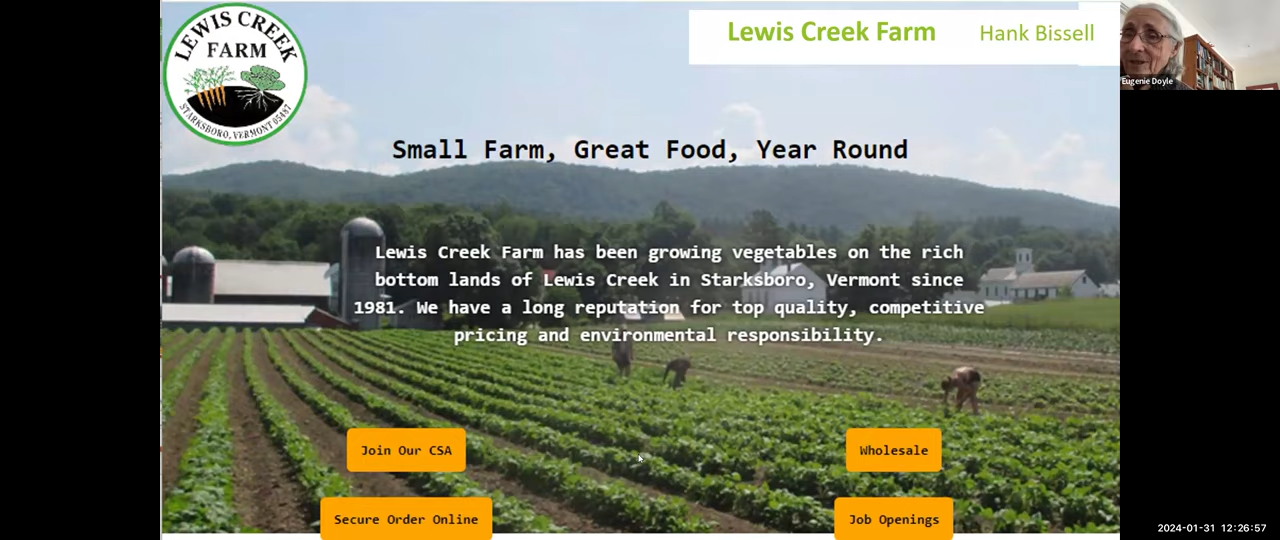 LEWIS CREEK
FARM
STARKSBORO, VERMONT 05487
Lewis Creek Farm Hank Bissell
Eugenie Doyle
Small Farm, Great Food, Year Round
Lewis Creek Farm has been growing vegetables on the rich
bottom lands of Lewis Creek in Starksboro, Vermont since
1981. We have a long reputation for top quality, competitive
pricing and environmental responsibility.
Join Our CSA
Wholesale
Secure Order Online
Job Openings
2024-01-31 12:26:57